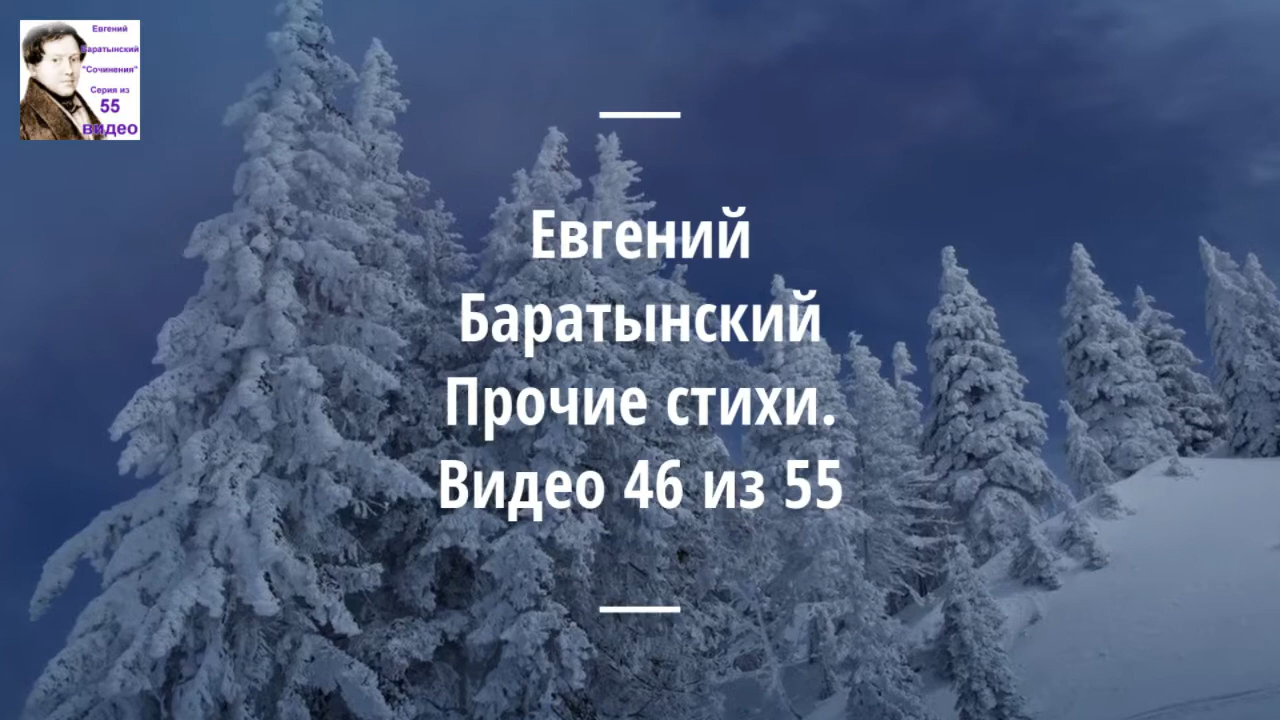 Евгений
Баратынский
"Сочинения"
Серия из
55
видео
Евгений
Баратынский
Прочие стихи.
Видео 46 из 55